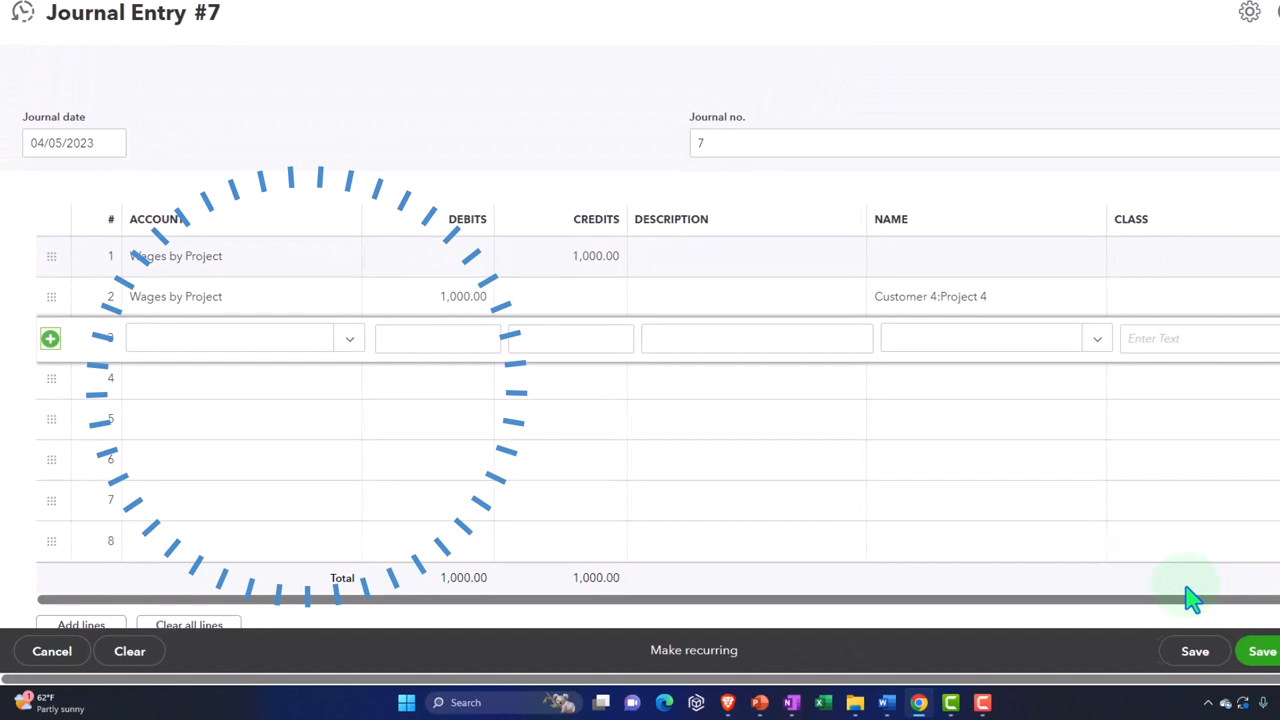 Journal Entry #7
Journal date
Journal no.
04/05/2023
7
# ACCOUNT DEBITS CREDITS DESCRIPTION NAME CLASS
1 Wages by Project 1,000.00
2 Wages by Project 1,000.00 Customer 4:Project 4
3 Enter Text
4
5
6
7
8
Total 1,000.00 1,000.00
Add lines Clear all lines
Cancel Clear Make recurring Save Save
1 62°F
Partly sunny
Search